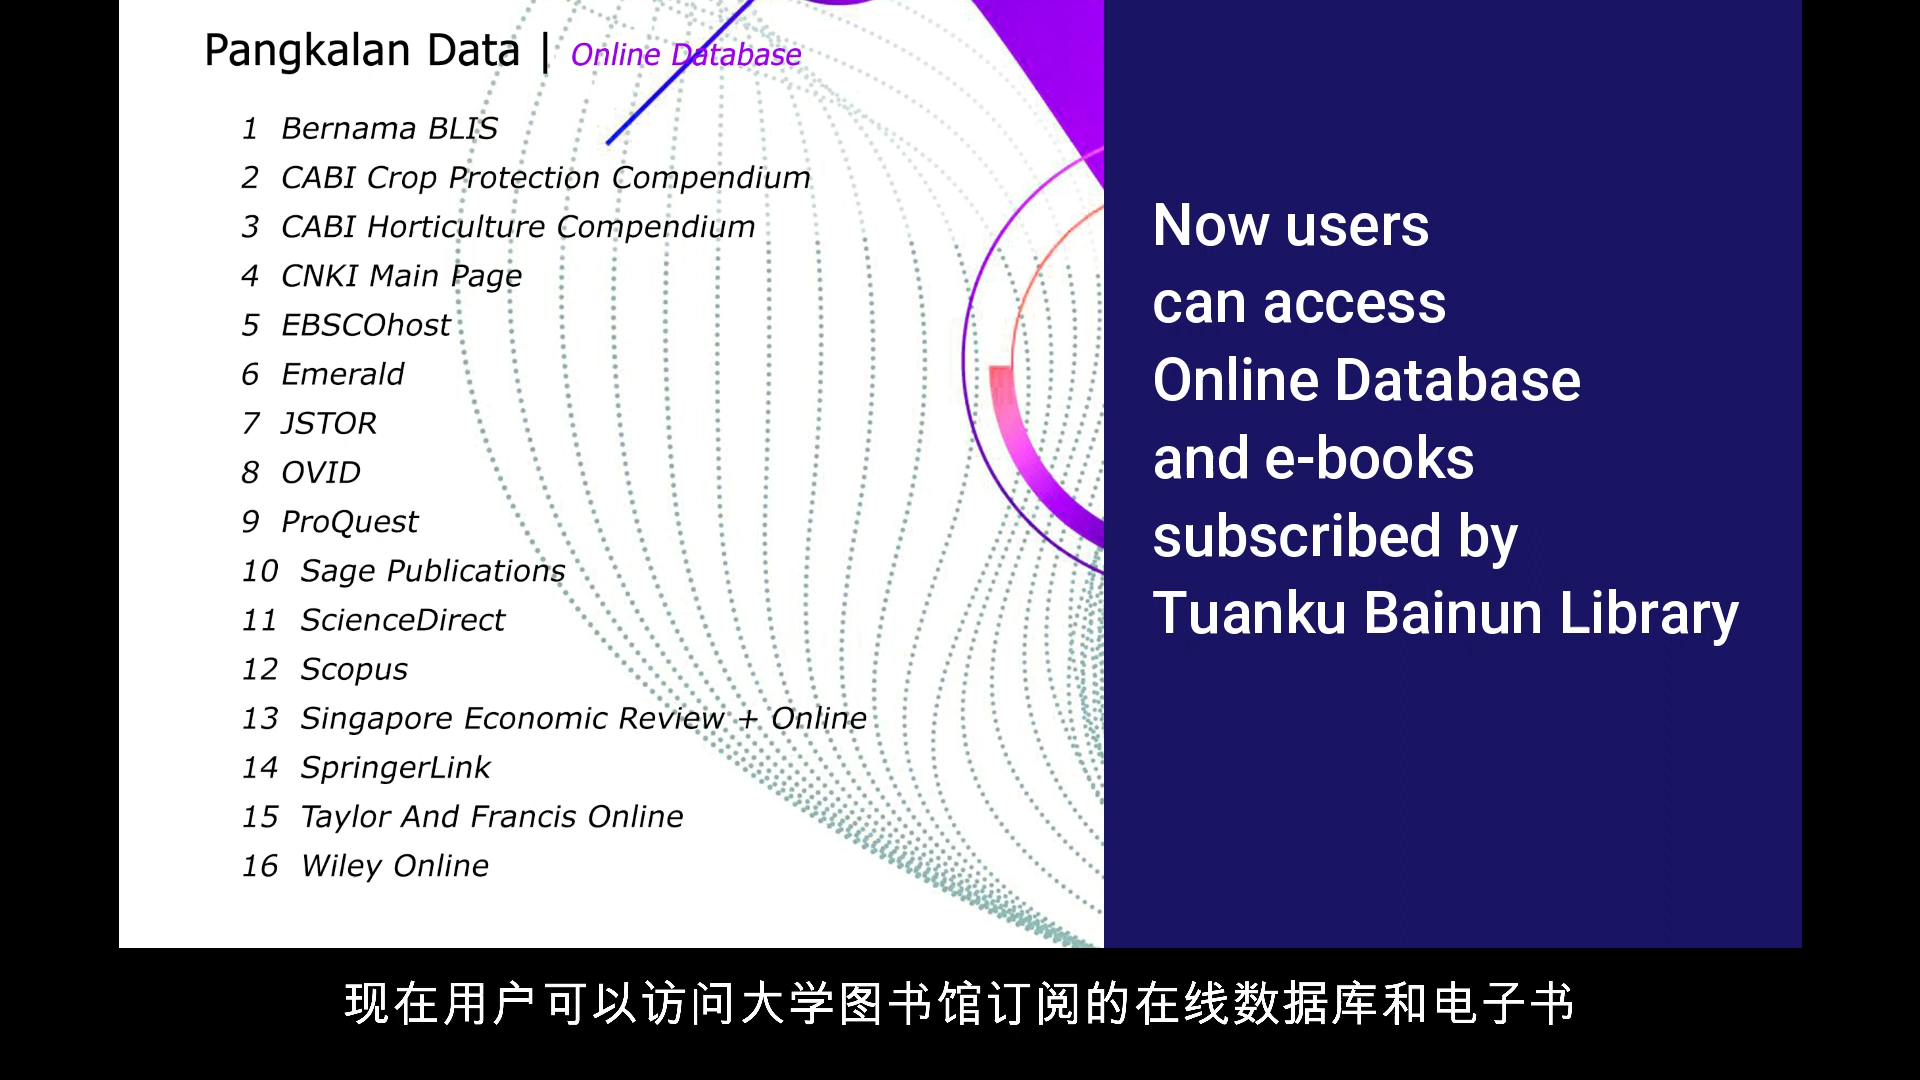 Pangkalan Data | Online Database
1 Bernama BLIS
2 CABI Crop Protection Compendium
3 CABI Horticulture Compendium
4 CNKI Main Page
5 EBSCOhost
6 Emerald
7 JSTOR
8 OVID
9 ProQuest
10 Sage Publications
11 ScienceDirect
12 Scopus
13 Singapore Economic Review + Online
14 SpringerLink
15 Taylor And Francis Online
16 Wiley Online
Now users
can access
Online Database
and e-books
subscribed by
Tuanku Bainun Library
现在用户可以访问大学图书馆订阅的在线数据库和电子书